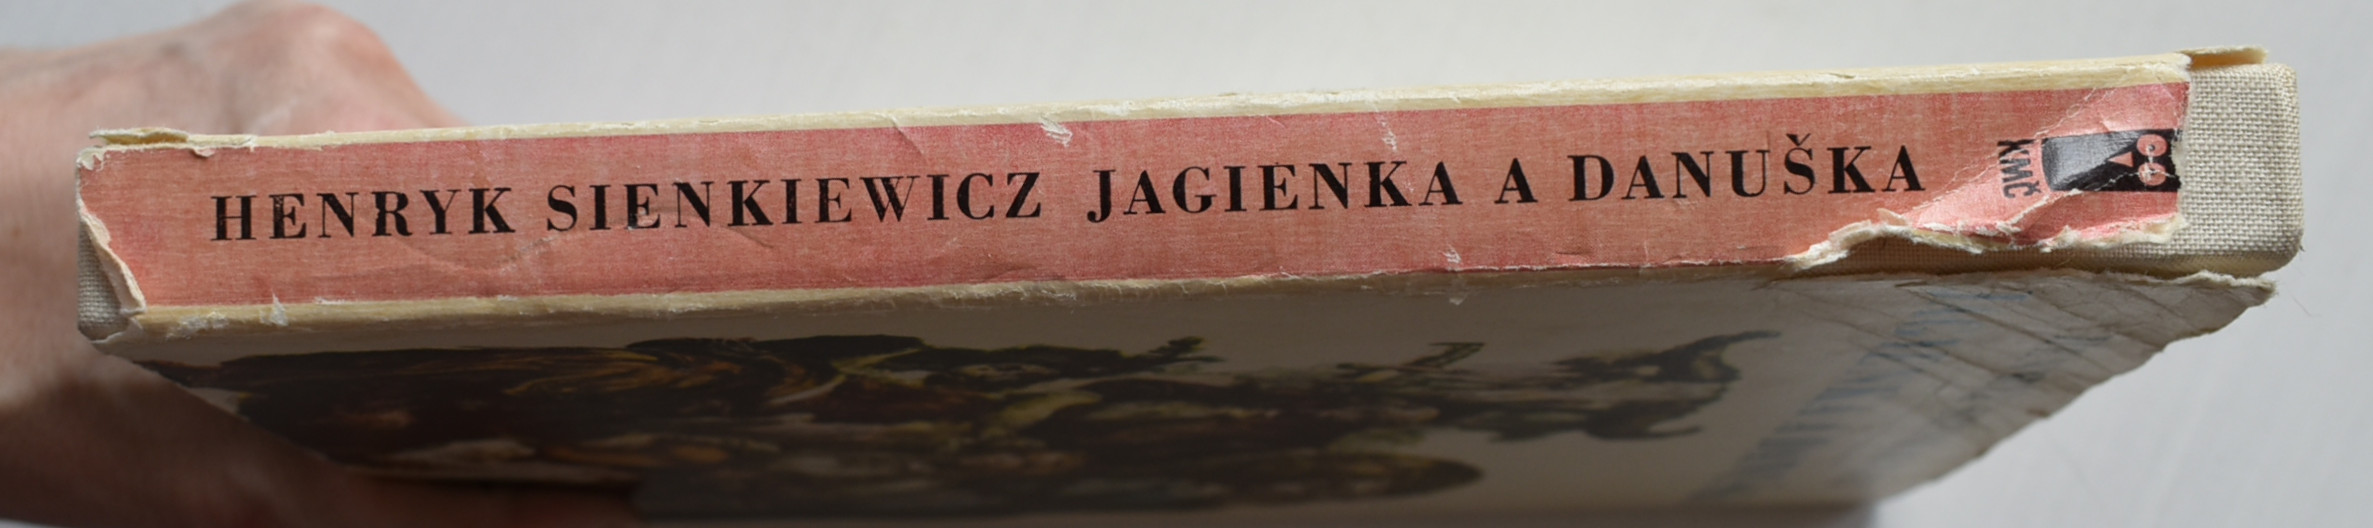 HENRYK SIENKIEWICZ JAGIENKA A DANUŠKA
KMČ